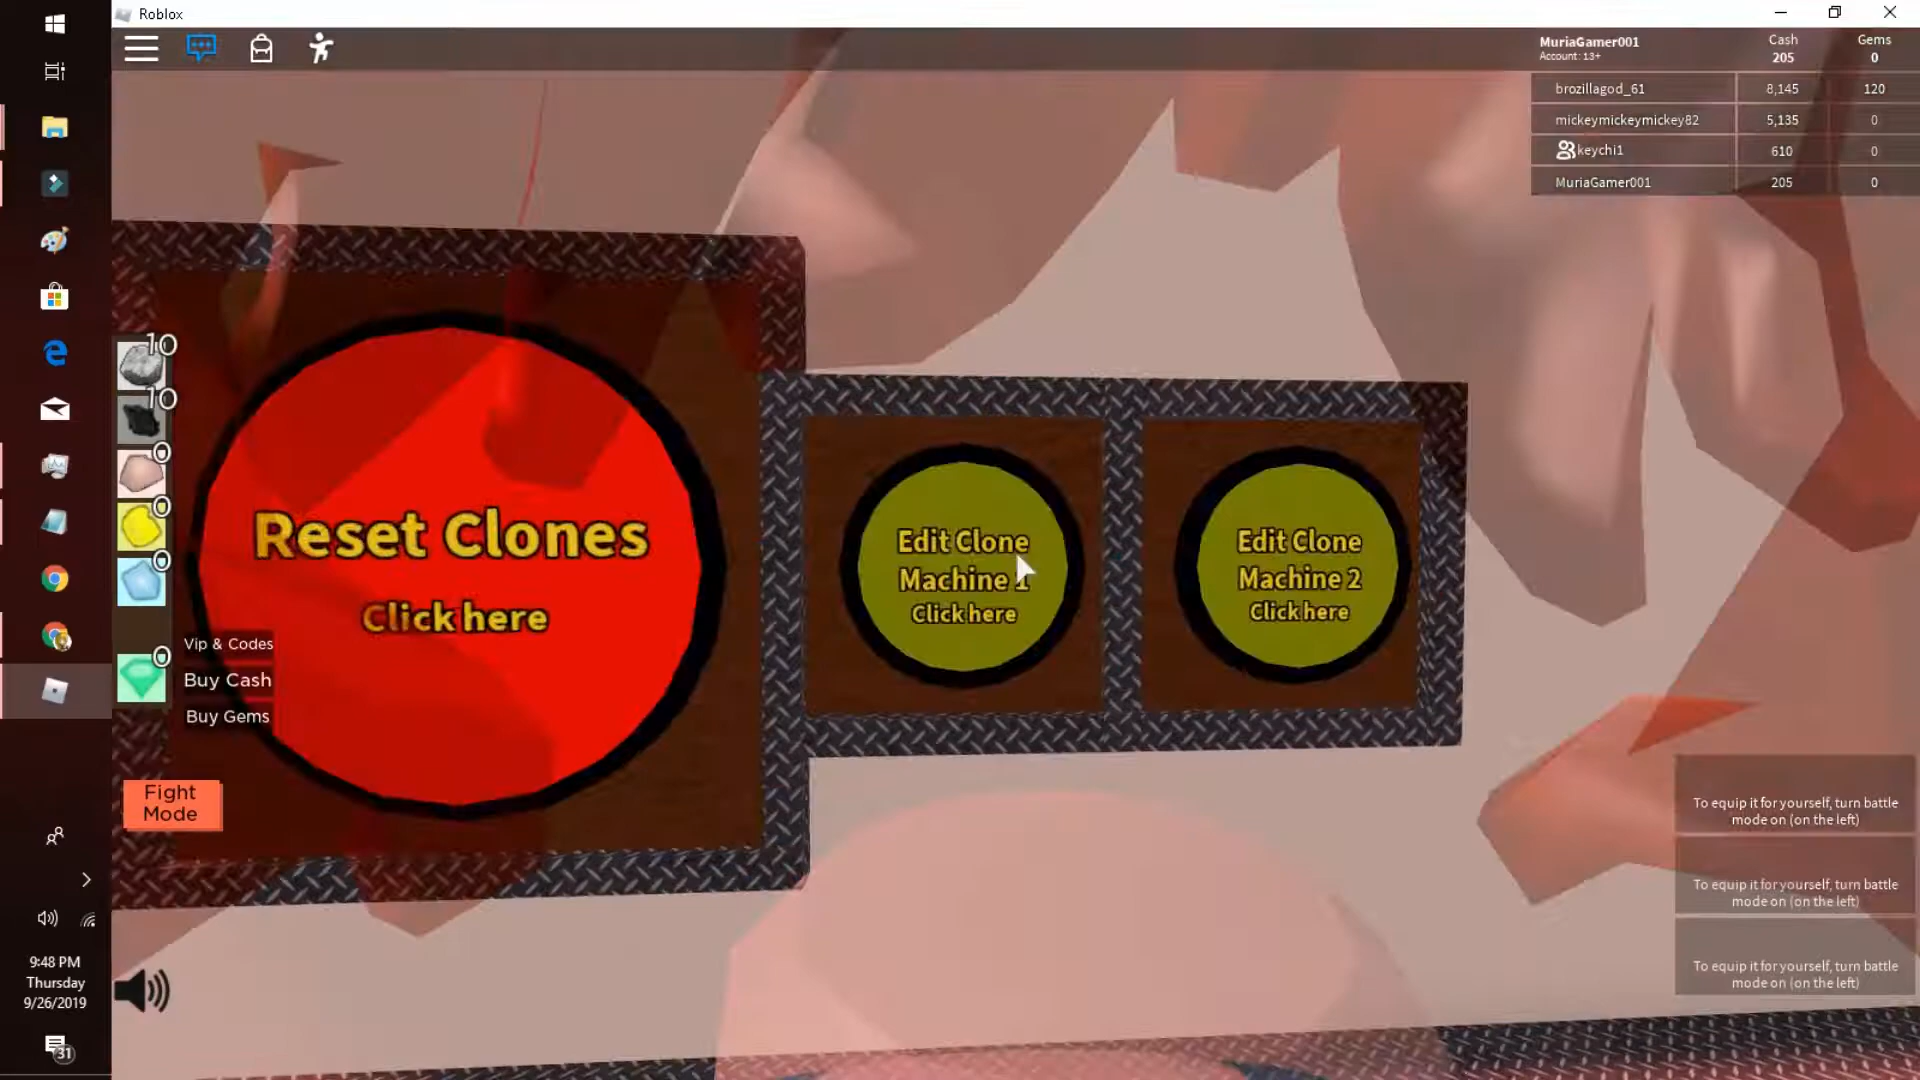 Roblox
MuriaGamer001
Account: 13+
Cash
205
Gems
0
brozillagod_61 8,145 120
mickeymickeymickey82 5,135 0
keychi1 610 0
MuriaGamer001 205 0
10
10
0
0
0
0
Reset Clones
Click here
Edit Clone
Machine 1
Click here
Edit Clone
Machine 2
Click here
Vip & Codes
Buy Cash
Buy Gems
Fight
Mode
To equip it for yourself, turn battle
mode on (on the left)
To equip it for yourself, turn battle
mode on (on the left)
To equip it for yourself, turn battle
mode on (on the left)
9:48 PM
Thursday
9/26/2019
31